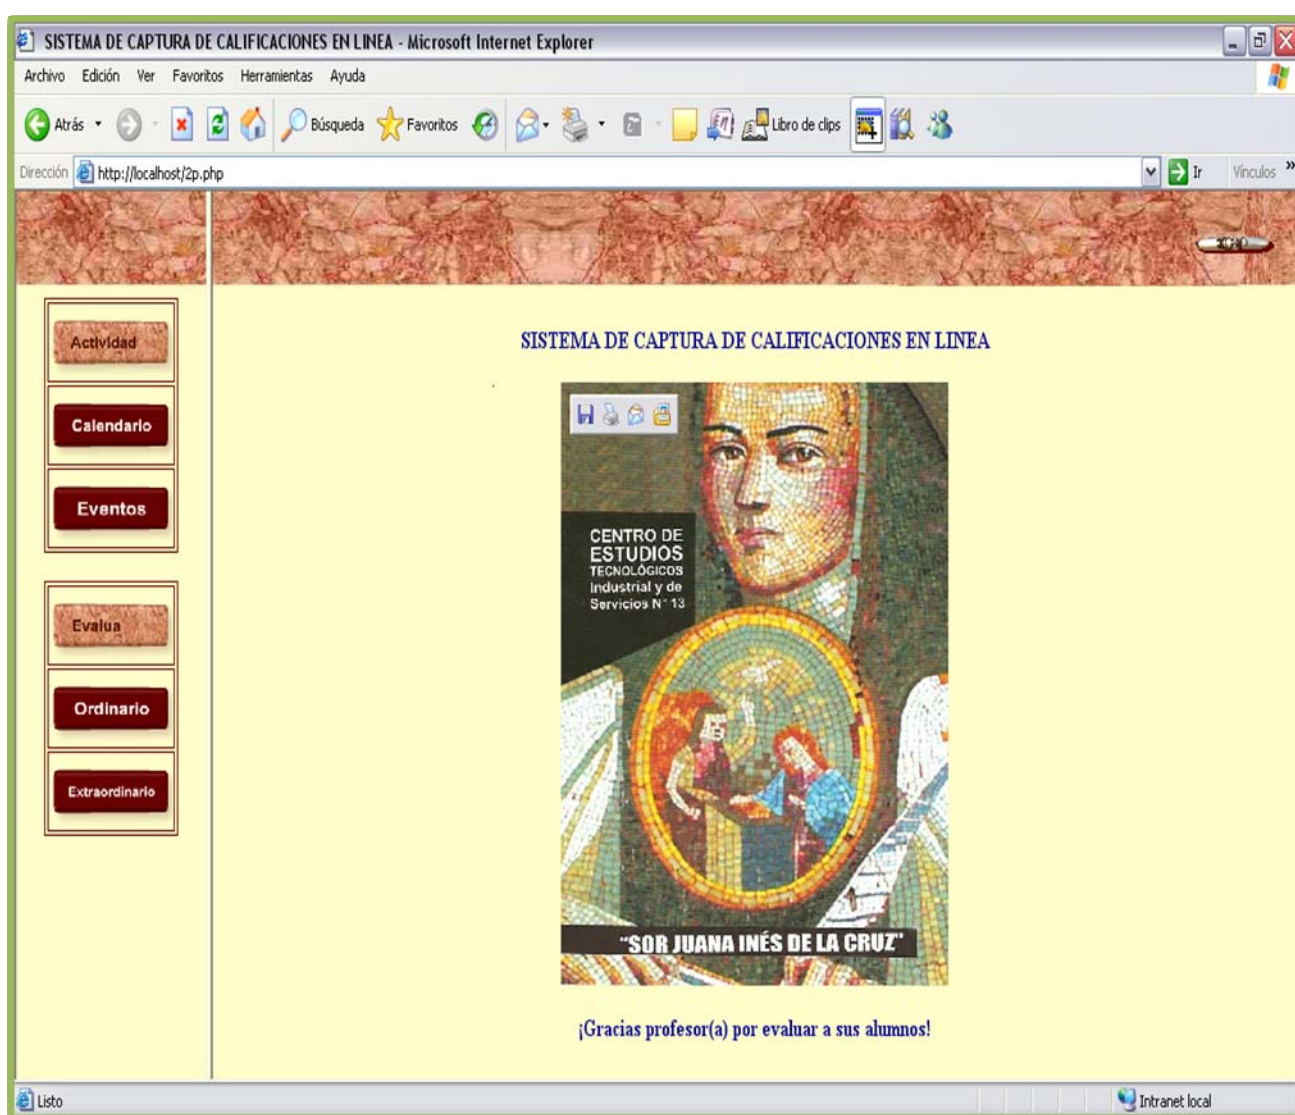 SISTEMA DE CAPTURA DE CALIFICACIONES EN LINEA - Microsoft Internet Explorer
Archivo Edición Ver Favoritos Herramientas Ayuda
Atrás Búsqueda Favoritos Libro de clips
Dirección http://localhost/2p.php Ir Vínculos »
Actividad
Calendario
Eventos
Evalua
Ordinario
Extraordinario
SISTEMA DE CAPTURA DE CALIFICACIONES EN LINEA
CENTRO DE
ESTUDIOS
TECNOLÓGICOS
Industrial y de
Servicios N° 13
"SOR JUANA INÉS DE LA CRUZ"
¡Gracias profesor(a) por evaluar a sus alumnos!
Listo Intranet local